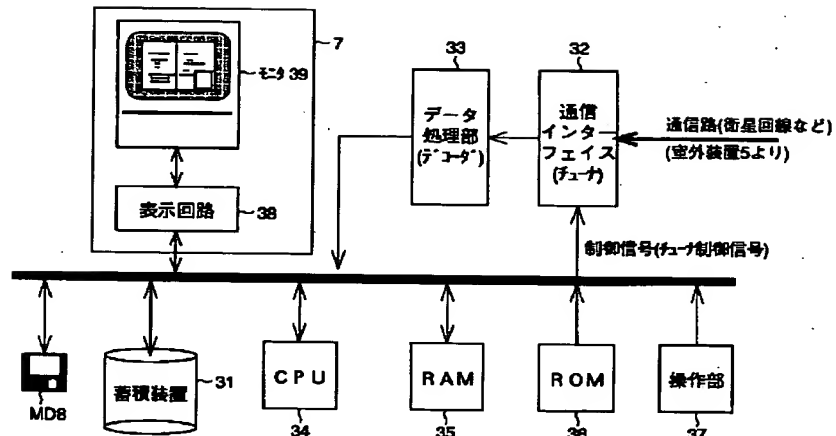 7
モニタ 39
表示回路
38
33
データ
処理部
(デコーダ)
32
通信
インター
フェイス
(チューナ)
通信路(衛星回線など)
(室外装置5より)
制御信号(チューナ制御信号)
MD8
蓄積装置
31
CPU
34
RAM
35
ROM
36
操作部
37